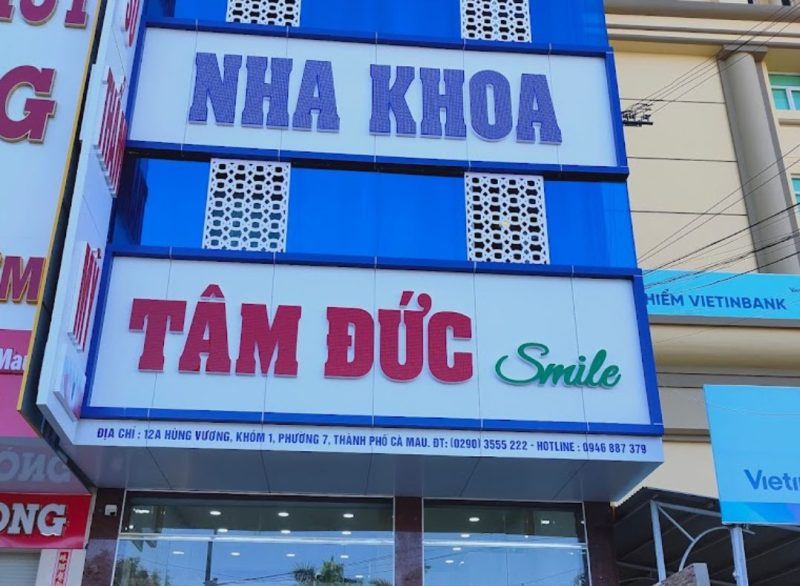 NHA KHOA
TÂM ĐỨC Smile
ĐỊA CHỈ : 12A HÙNG VƯƠNG, KHÓM 1, PHƯỜNG 7, THÀNH PHỐ CÀ MAU. ĐT: (0290) 3555 222 - HOTLINE : 0946 887 379
HIỂM VIETINBANK
Vietin
ONG
Mau